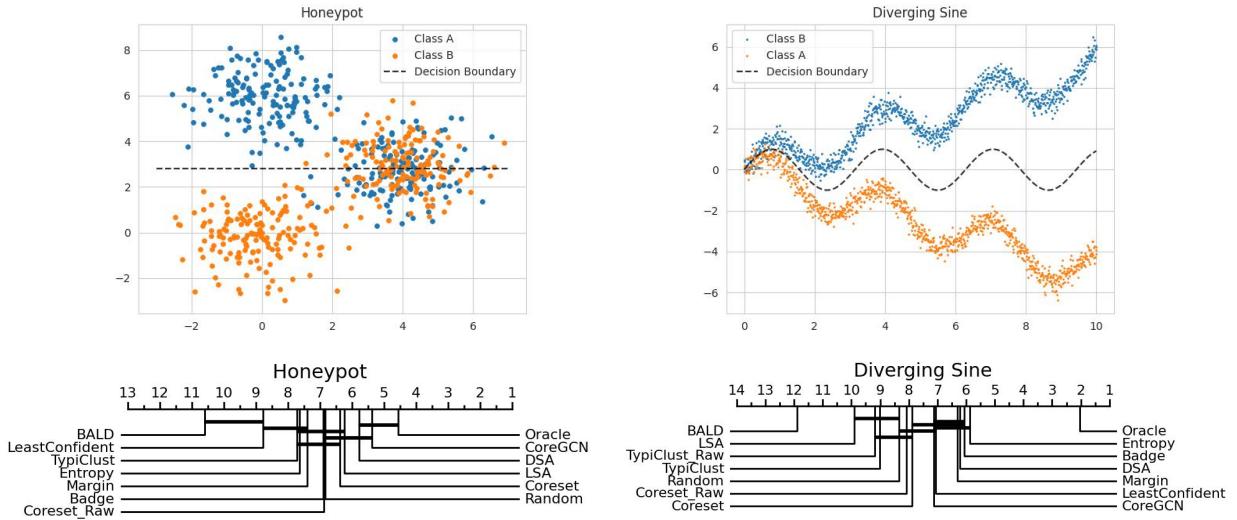 Honeypot
Class A
Class B
Decision Boundary
8
6
4
2
0
−2
−2
0
2
4
6
Diverging Sine
Class B
Class A
Decision Boundary
6
4
2
0
−2
−4
−6
0
2
4
6
8
10
Honeypot
13 12 11 10 9 8 7 6 5 4 3 2 1
BALD
LeastConfident
TypiClust
Entropy
Margin
Badge
Coreset_Raw
Oracle
CoreGCN
DSA
LSA
Coreset
Random
Diverging Sine
14 13 12 11 10 9 8 7 6 5 4 3 2 1
BALD
LSA
TypiClust_Raw
TypiClust
Random
Coreset_Raw
Coreset
Oracle
Entropy
Badge
DSA
Margin
LeastConfident
CoreGCN